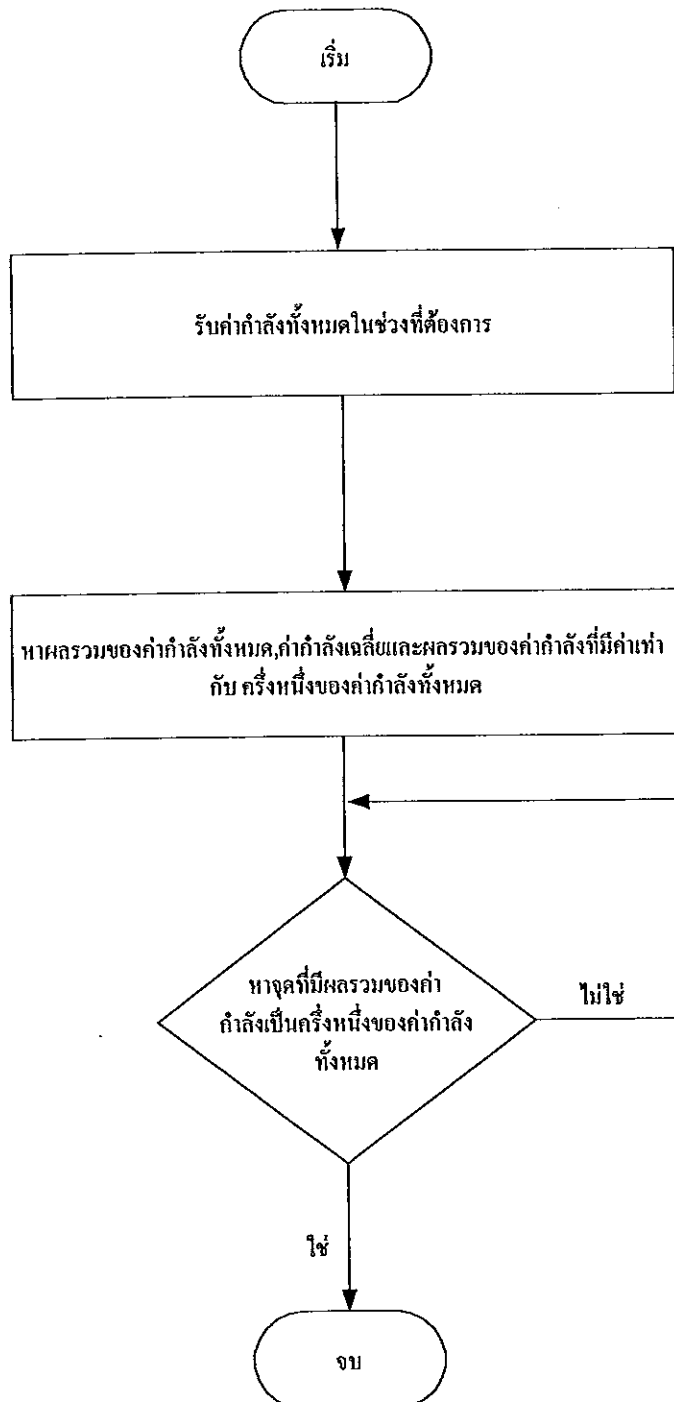 เริ่ม
รับค่ากำลังทั้งหมดในช่วงที่ต้องการ
หาผลรวมของค่ากำลังทั้งหมด,ค่ากำลังเฉลี่ยและผลรวมของค่ากำลังที่มีค่าเท่า
กับ ครึ่งหนึ่งของค่ากำลังทั้งหมด
หาจุดที่มีผลรวมของค่า
กำลังเป็นครึ่งหนึ่งของค่ากำลัง
ทั้งหมด
ไม่ใช่
ใช่
จบ